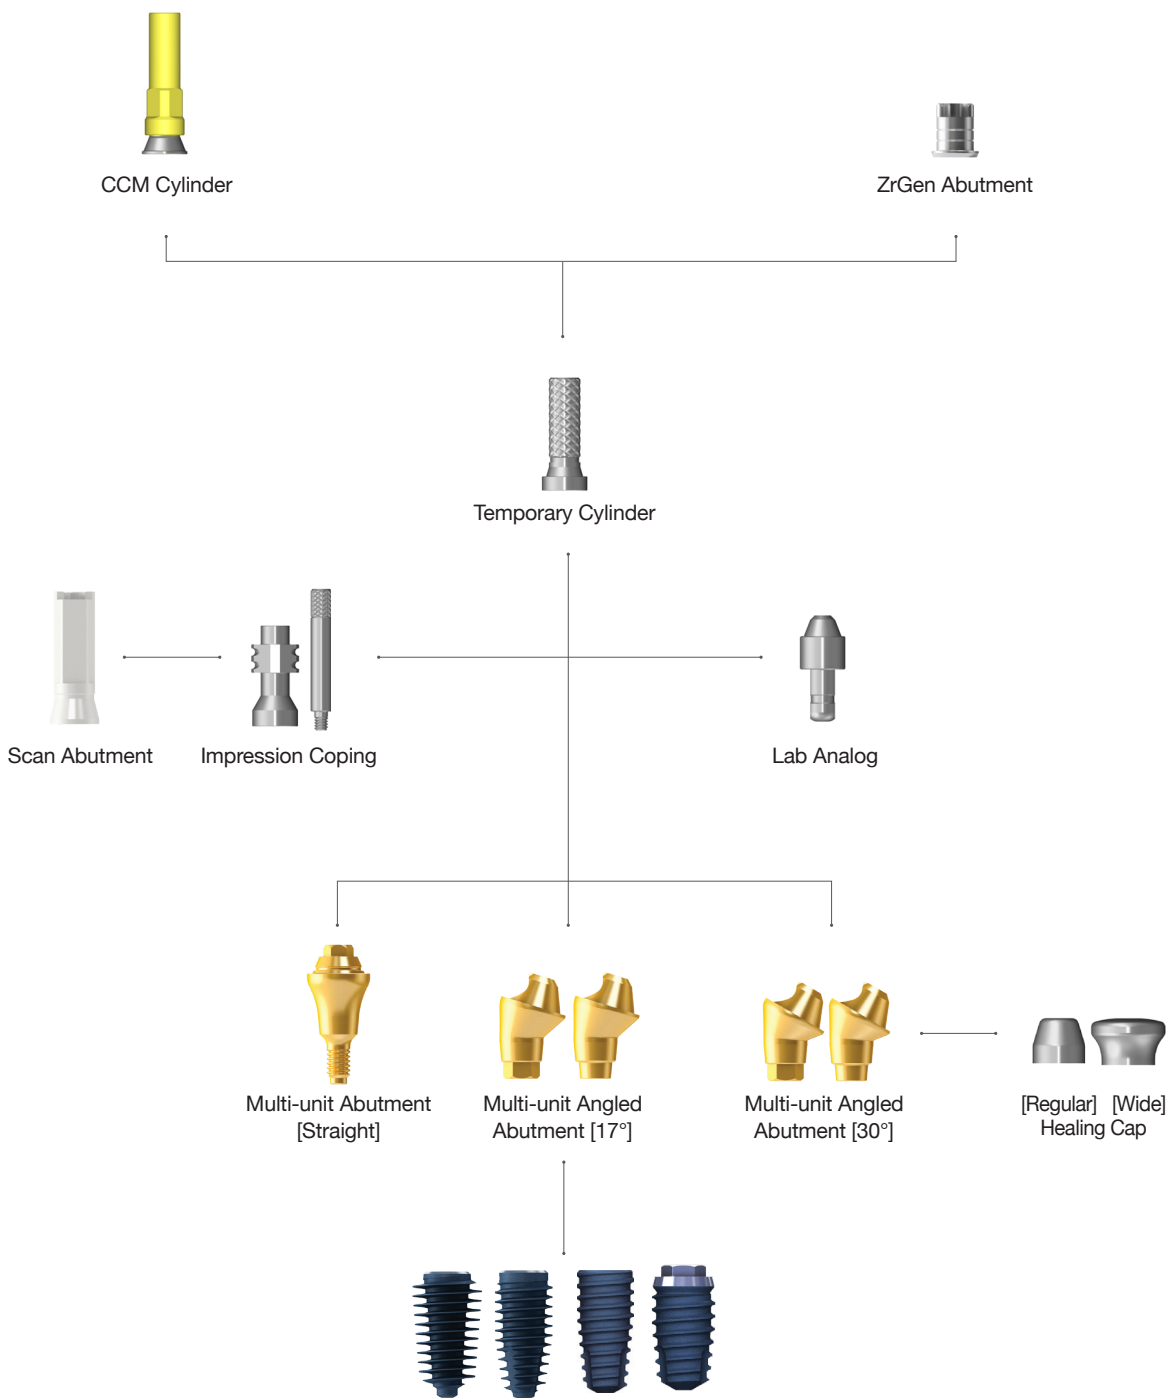 CCM Cylinder
ZrGen Abutment
Temporary Cylinder
Scan Abutment
Impression Coping
Lab Analog
Multi-unit Abutment
[Straight]
Multi-unit Angled
Abutment [17°]
Multi-unit Angled
Abutment [30°]
[Regular] [Wide]
Healing Cap